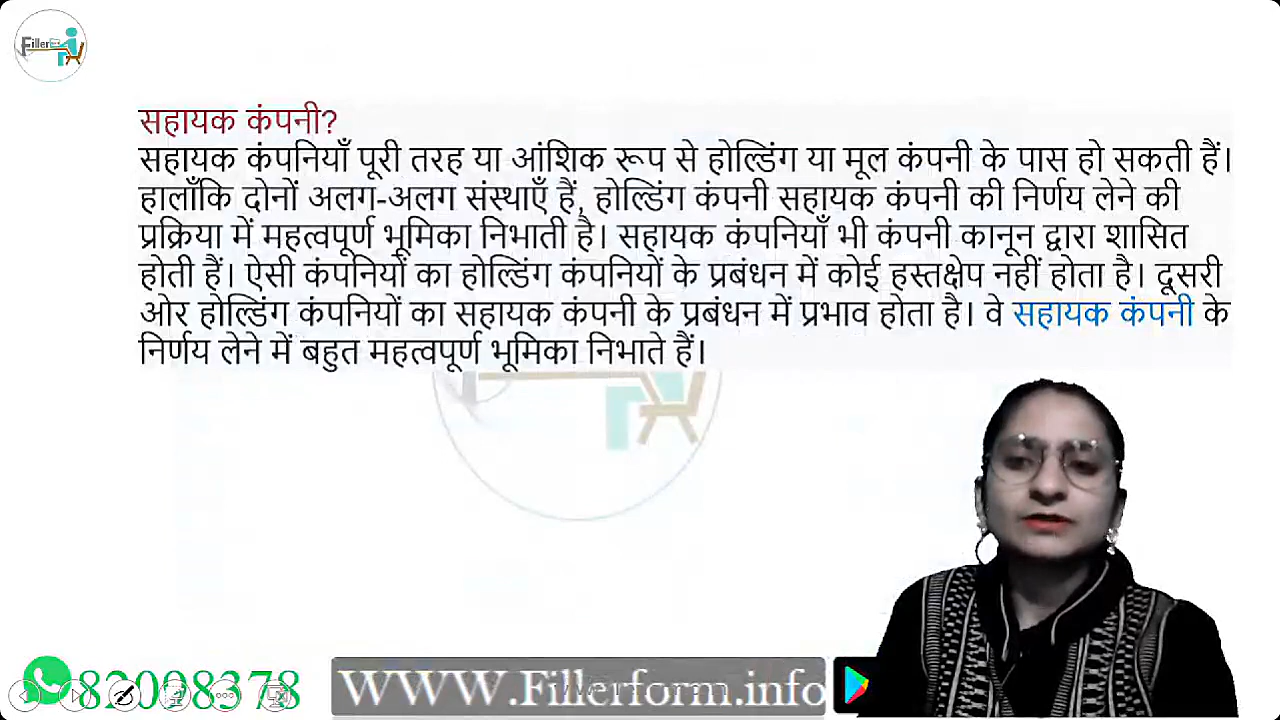 Filler
सहायक कंपनी?
सहायक कंपनियाँ पूरी तरह या आंशिक रूप से होल्डिंग या मूल कंपनी के पास हो सकती हैं।
हालाँकि दोनों अलग-अलग संस्थाएँ हैं, होल्डिंग कंपनी सहायक कंपनी की निर्णय लेने की
प्रक्रिया में महत्वपूर्ण भूमिका निभाती है। सहायक कंपनियाँ भी कंपनी कानून द्वारा शासित
होती हैं। ऐसी कंपनियों का होल्डिंग कंपनियों के प्रबंधन में कोई हस्तक्षेप नहीं होता है। दूसरी
ओर होल्डिंग कंपनियों का सहायक कंपनी के प्रबंधन में प्रभाव होता है। वे सहायक कंपनी के
निर्णय लेने में बहुत महत्वपूर्ण भूमिका निभाते हैं।
WWW.Fillerform.info